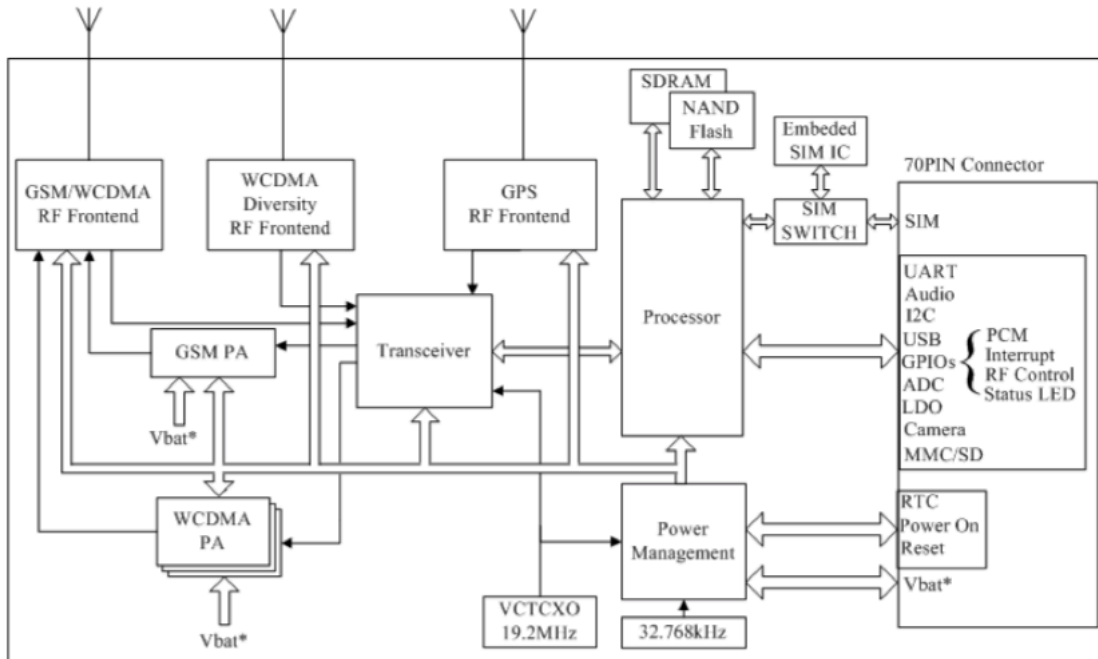 SDRAM
NAND
Flash
Embeded
SIM IC
70PIN Connector
GSM/WCDMA
RF Frontend
WCDMA
Diversity
RF Frontend
GPS
RF Frontend
SIM
SWITCH
SIM
UART
Audio
I2C
USB
GPIOs
ADC
LDO
Camera
MMC/SD
PCM
Interrupt
RF Control
Status LED
Processor
Transceiver
GSM PA
Vbat*
WCDMA
PA
Vbat*
Power
Management
RTC
Power On
Reset
Vbat*
VCTCXO
19.2MHz
32.768kHz